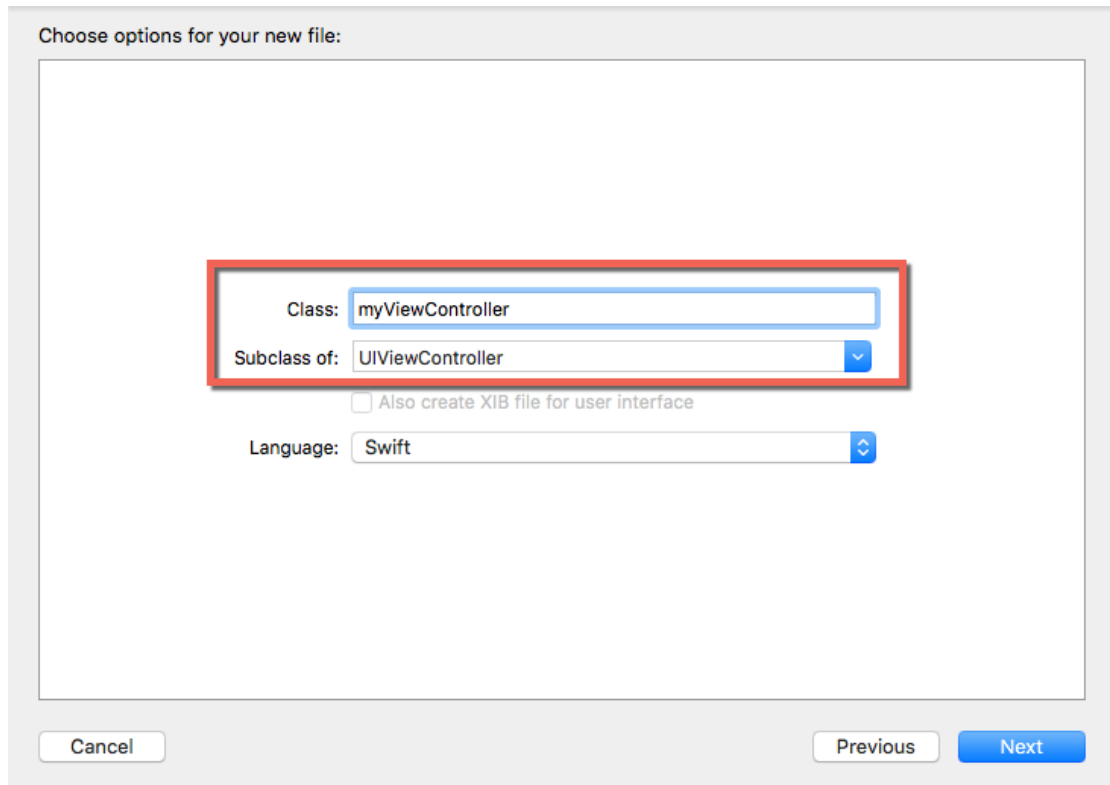 Choose options for your new file:
Class: myViewController
Subclass of: UIViewController
Also create XIB file for user interface
Language: Swift
Cancel Previous Next